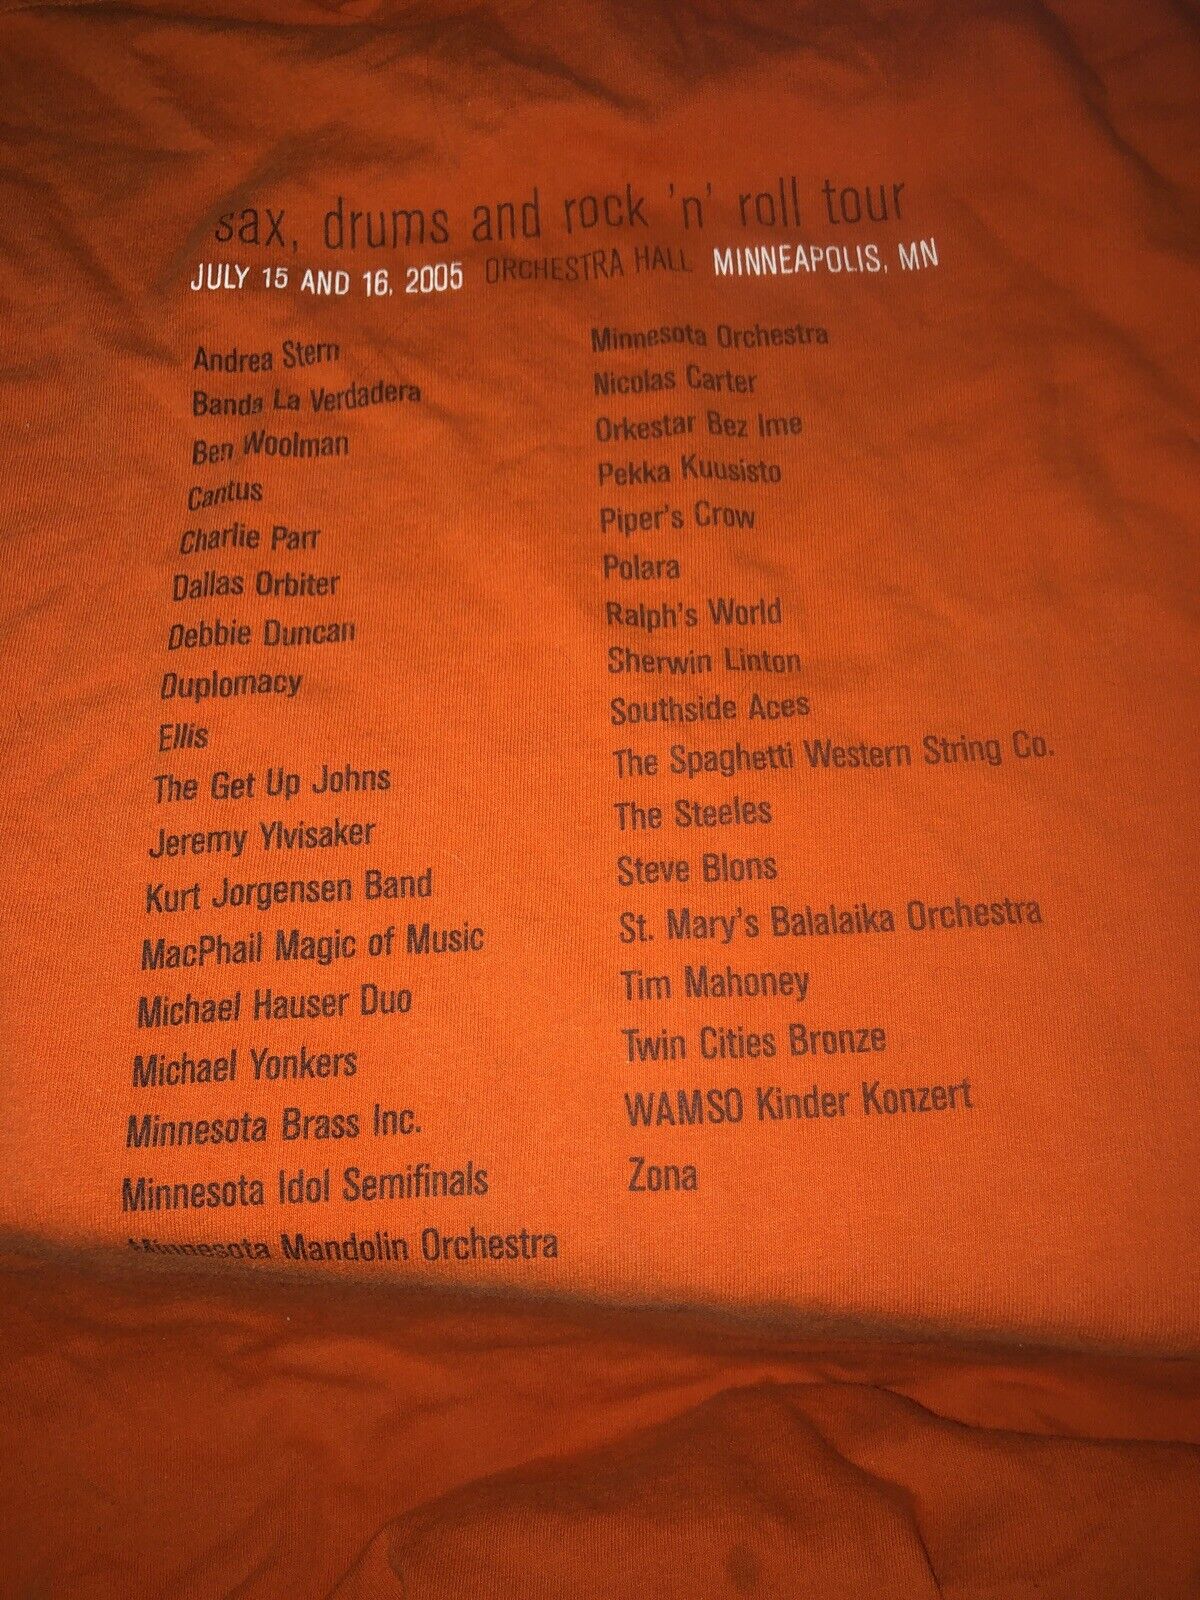 sax, drums and rock 'n' roll tour
JULY 15 AND 16, 2005 ORCHESTRA HALL MINNEAPOLIS, MN
Andrea Stern
Banda La Verdadera
Ben Woolman
Cantus
Charlie Parr
Dallas Orbiter
Debbie Duncan
Duplomacy
Ellis
The Get Up Johns
Jeremy Ylvisaker
Kurt Jorgensen Band
MacPhail Magic of Music
Michael Hauser Duo
Michael Yonkers
Minnesota Brass Inc.
Minnesota Idol Semifinals
Minnesota Mandolin Orchestra
Minnesota Orchestra
Nicolas Carter
Orkestar Bez Ime
Pekka Kuusisto
Piper's Crow
Polara
Ralph's World
Sherwin Linton
Southside Aces
The Spaghetti Western String Co.
The Steeles
Steve Blons
St. Mary's Balalaika Orchestra
Tim Mahoney
Twin Cities Bronze
WAMSO Kinder Konzert
Zona